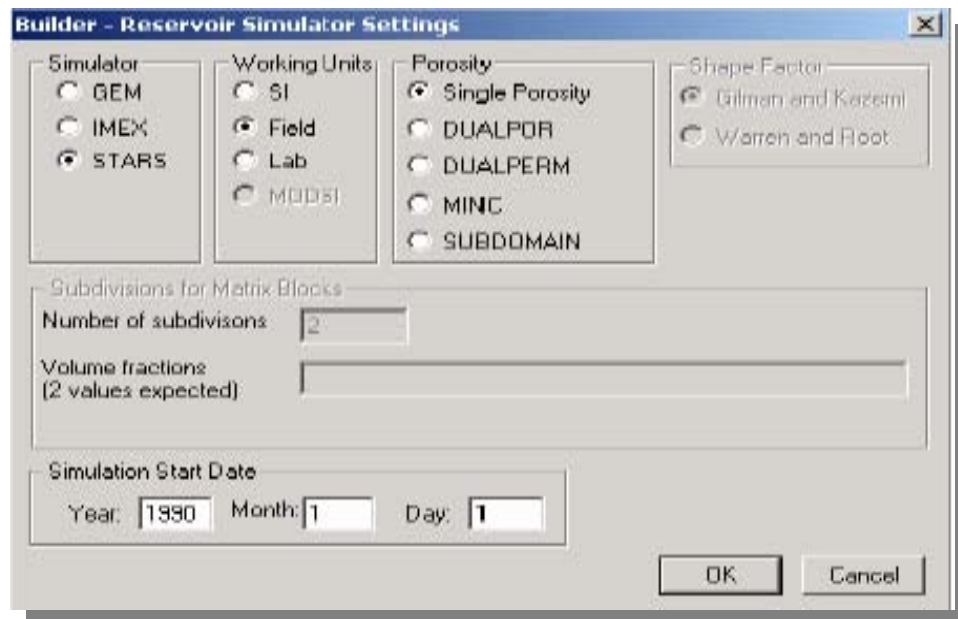 Builder - Reservoir Simulator Settings
Simulator
GEM
IMEX
STARS
Working Units
SI
Field
Lab
MODSI
Porosity
Single Porosity
DUALPOR
DUALPERM
MINC
SUBDOMAIN
Shape Factor
Gilman and Kazemi
Warren and Root
Subdivisions for Matrix Blocks
Number of subdivisons 2
Volume fractions
(2 values expected)
Simulation Start Date
Year: 1990 Month: 1 Day: 1
OK Cancel